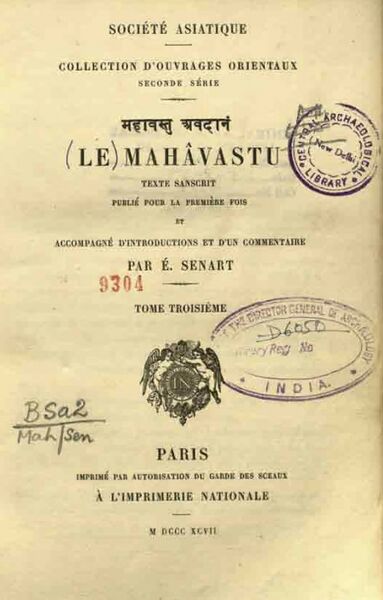 SOCIÉTÉ ASIATIQUE
COLLECTION D'OUVRAGES ORIENTAUX
SECONDE SÉRIE
महावस्तु अवदानं
(LE) MAHÂVASTU
TEXTE SANSCRIT
PUBLIÉ POUR LA PREMIÈRE FOIS
ET
ACCOMPAGNÉ D'INTRODUCTIONS ET D'UN COMMENTAIRE
PAR É. SENART
9304
TOME TROISIÈME
CENTRAL ARCHAEOLOGICAL
New Delhi
LIBRARY
THE DIRECTOR GENERAL OF ARCHAEOLOGY
D6050
Library Reg No
INDIA.
BSa2
Mah/Sen
PARIS
IMPRIMÉ PAR AUTORISATION DU GARDE DES SCEAUX
À L'IMPRIMERIE NATIONALE
M DCCC XCVII